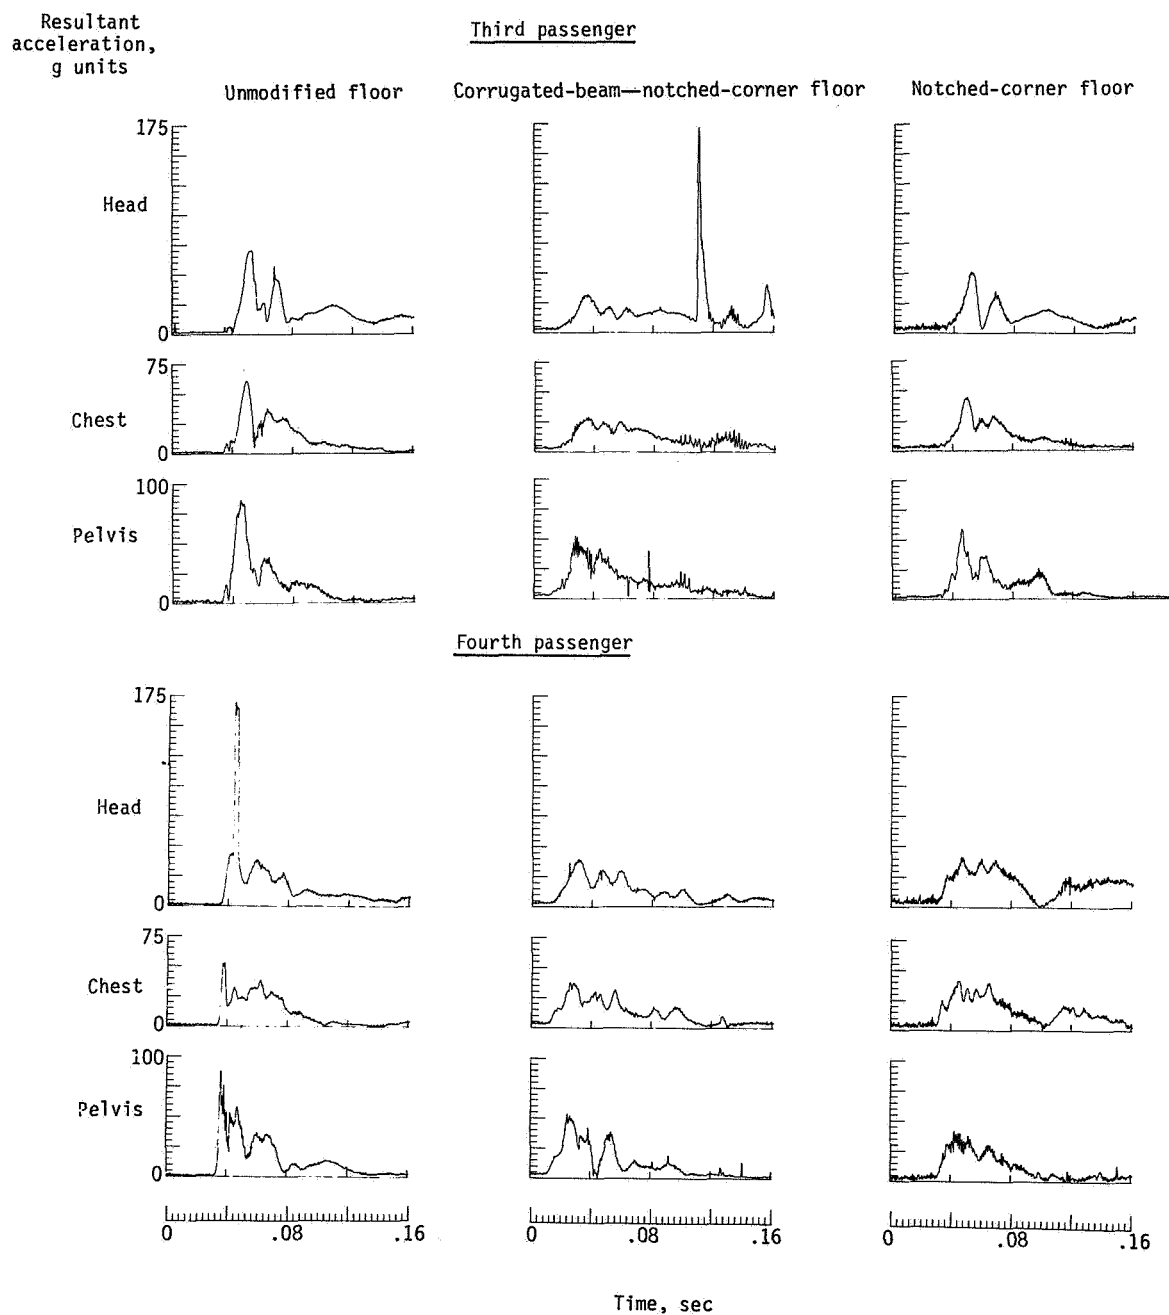 Resultant
acceleration,
g units
Third passenger
Unmodified floor
Corrugated-beam—notched-corner floor
Notched-corner floor
175
Head
0
75
Chest
0
100
Pelvis
0
Fourth passenger
175
Head
0
75
Chest
0
100
Pelvis
0
0 .08 .16
0 .08 .16
0 .08 .16
Time, sec